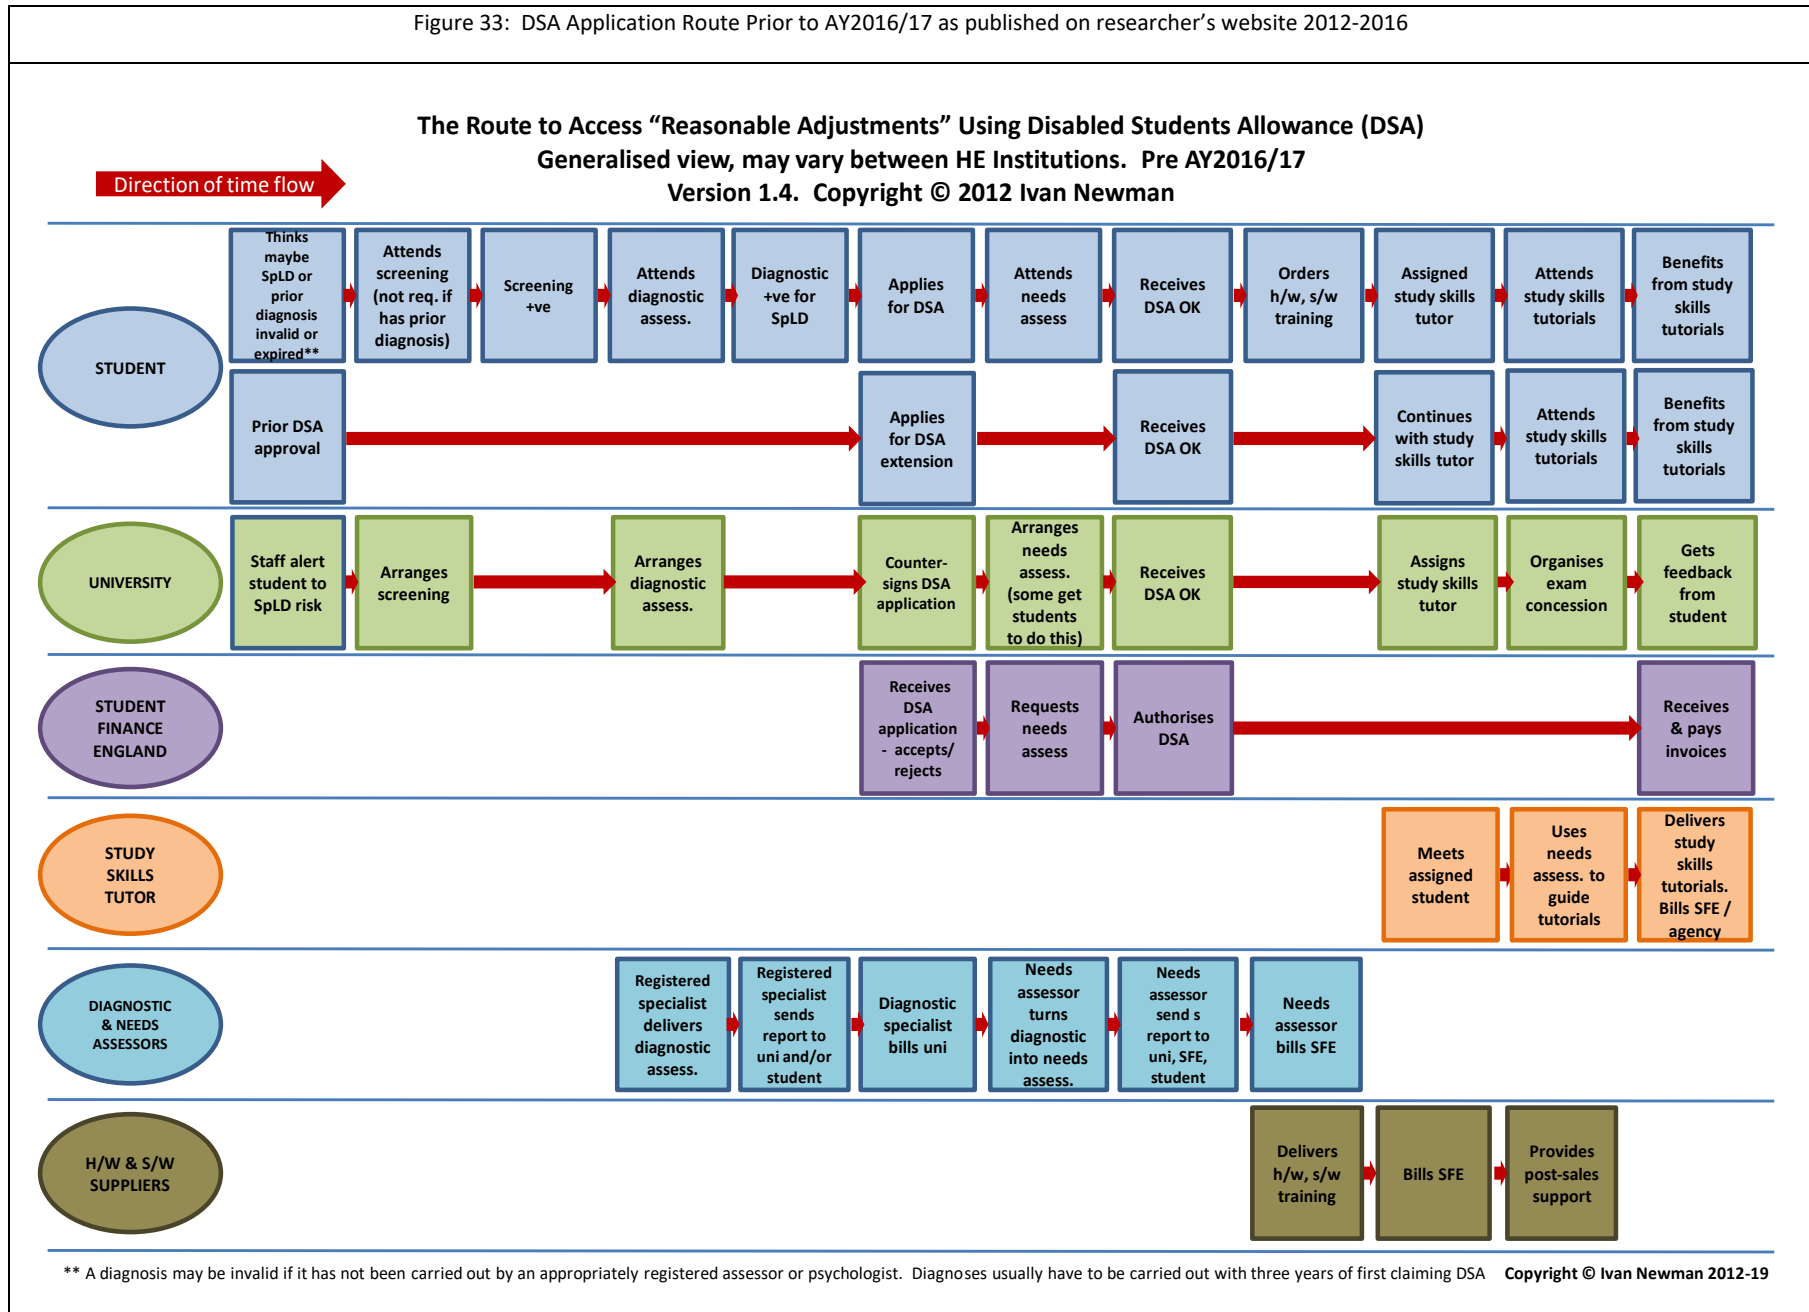 Figure 33:  DSA Application Route Prior to AY2016/17 as published on researcher's website 2012-2016
The Route to Access “Reasonable Adjustments” Using Disabled Students Allowance (DSA)
Generalised view, may vary between HE Institutions.  Pre AY2016/17
Version 1.4.  Copyright © 2012 Ivan Newman
Direction of time flow
STUDENT
Thinks
maybe
SpLD or
prior
diagnosis
invalid or
expired**
Attends
screening
(not req. if
has prior
diagnosis)
Screening
+ve
Attends
diagnostic
assess.
Diagnostic
+ve for
SpLD
Applies
for DSA
Attends
needs
assess
Receives
DSA OK
Orders
h/w, s/w
training
Assigned
study skills
tutor
Attends
study skills
tutorials
Benefits
from study
skills
tutorials
Prior DSA
approval
Applies
for DSA
extension
Receives
DSA OK
Continues
with study
skills tutor
Attends
study skills
tutorials
Benefits
from study
skills
tutorials
UNIVERSITY
Staff alert
student to
SpLD risk
Arranges
screening
Arranges
diagnostic
assess.
Counter-
signs DSA
application
Arranges
needs
assess.
(some get
students
to do this)
Receives
DSA OK
Assigns
study skills
tutor
Organises
exam
concession
Gets
feedback
from
student
STUDENT
FINANCE
ENGLAND
Receives
DSA
application
- accepts/
rejects
Requests
needs
assess
Authorises
DSA
Receives
& pays
invoices
STUDY
SKILLS
TUTOR
Meets
assigned
student
Uses
needs
assess. to
guide
tutorials
Delivers
study
skills
tutorials.
Bills SFE /
agency
DIAGNOSTIC
& NEEDS
ASSESSORS
Registered
specialist
delivers
diagnostic
assess.
Registered
specialist
sends
report to
uni and/or
student
Diagnostic
specialist
bills uni
Needs
assessor
turns
diagnostic
into needs
assess.
Needs
assessor
send s
report to
uni, SFE,
student
Needs
assessor
bills SFE
H/W & S/W
SUPPLIERS
Delivers
h/w, s/w
training
Bills SFE
Provides
post-sales
support
** A diagnosis may be invalid if it has not been carried out by an appropriately registered assessor or psychologist.  Diagnoses usually have to be carried out with three years of first claiming DSA    Copyright © Ivan Newman 2012-19